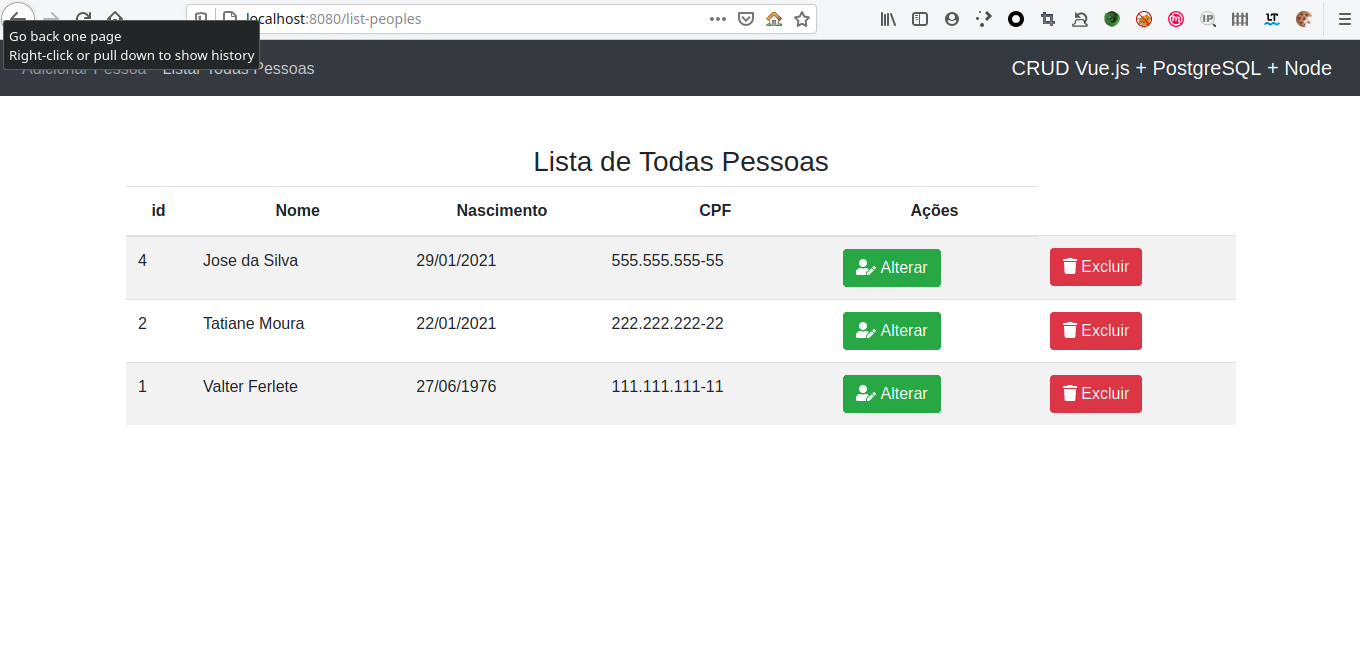 localhost:8080/list-peoples
LT
IP
Go back one page
Right-click or pull down to show history
Adicionar Pessoa Listar Todas Pessoas
CRUD Vue.js + PostgreSQL + Node
Lista de Todas Pessoas
id Nome Nascimento CPF Ações
4 Jose da Silva 29/01/2021 555.555.555-55 Alterar Excluir
2 Tatiane Moura 22/01/2021 222.222.222-22 Alterar Excluir
1 Valter Ferlete 27/06/1976 111.111.111-11 Alterar Excluir